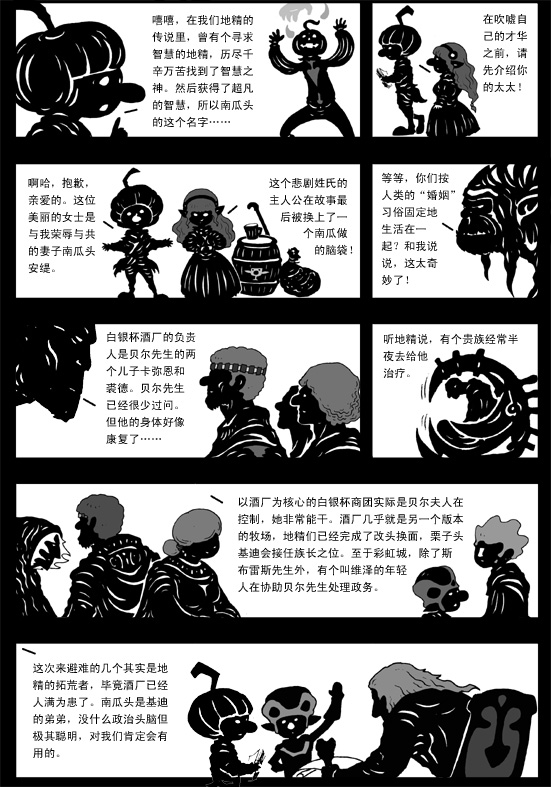 嘻嘻，在我们地精的
传说里，曾有个寻求
智慧的地精，历尽千
辛万苦找到了智慧之
神。然后获得了超凡
的智慧，所以南瓜头
的这个名字……
在吹嘘自
己的才华
之前，请
先介绍你
的太太！
啊哈，抱歉，
亲爱的。这位
美丽的女士是
与我荣辱与共
的妻子南瓜头
安缇。
这个悲剧姓氏的
主人公在故事最
后被换上了一
个南瓜做
的脑袋！
等等，你们按
人类的“婚姻”
习俗固定地
生活在一
起？和我说
说，这太奇
妙了！
白银杯酒厂的负责
人是贝尔先生的两
个儿子卡弥恩和
裘德。贝尔先生
已经很少过问。
但他的身体好像
康复了……
听地精说，有个贵族经常半
夜去给他
治疗。
以酒厂为核心的白银杯商团实际是贝尔夫人在
控制，她非常能干。酒厂几乎就是另一个版本
的牧场，地精们已经完成了改头换面，栗子头
基迪会接任族长之位。至于彩虹城，除了斯
布雷斯先生外，有个叫维泽的年轻
人在协助贝尔先生处理政务。
这次来避难的几个其实是地
精的拓荒者，毕竟酒厂已经
人满为患了。南瓜头是基迪
的弟弟，没什么政治头脑但
极其聪明，对我们肯定会有
用的。